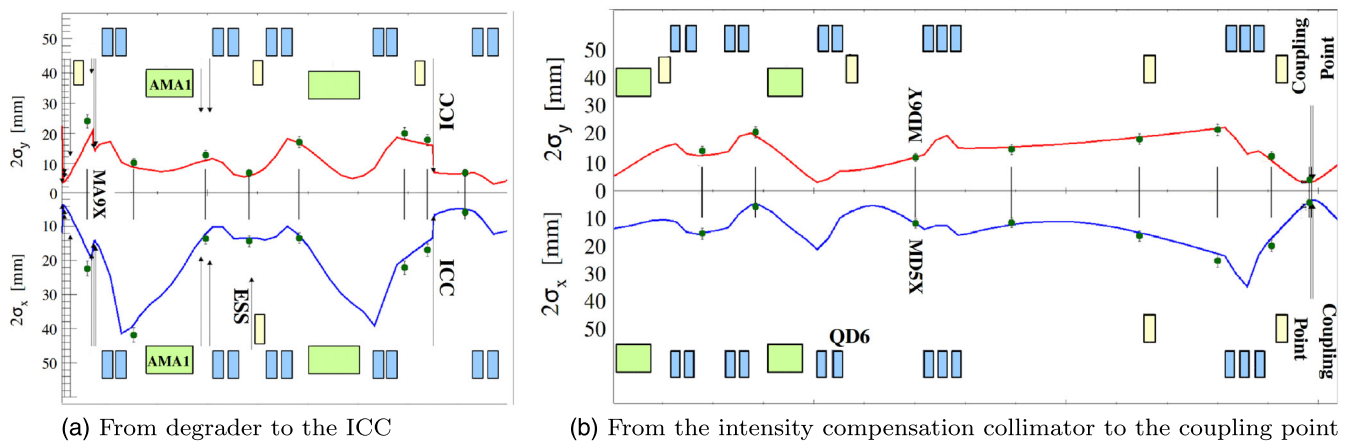 50
40
30
20
10
0
10
20
30
40
50
2σy [mm]
2σx [mm]
AMA1
MA9X
ICC
ICC
ESS
AMA1
(a) From degrader to the ICC
50
40
30
20
10
0
10
20
30
40
50
2σy [mm]
2σx [mm]
Coupling
Point
MD9Y
MD5X
QD6
Coupling
Point
(b) From the intensity compensation collimator to the coupling point